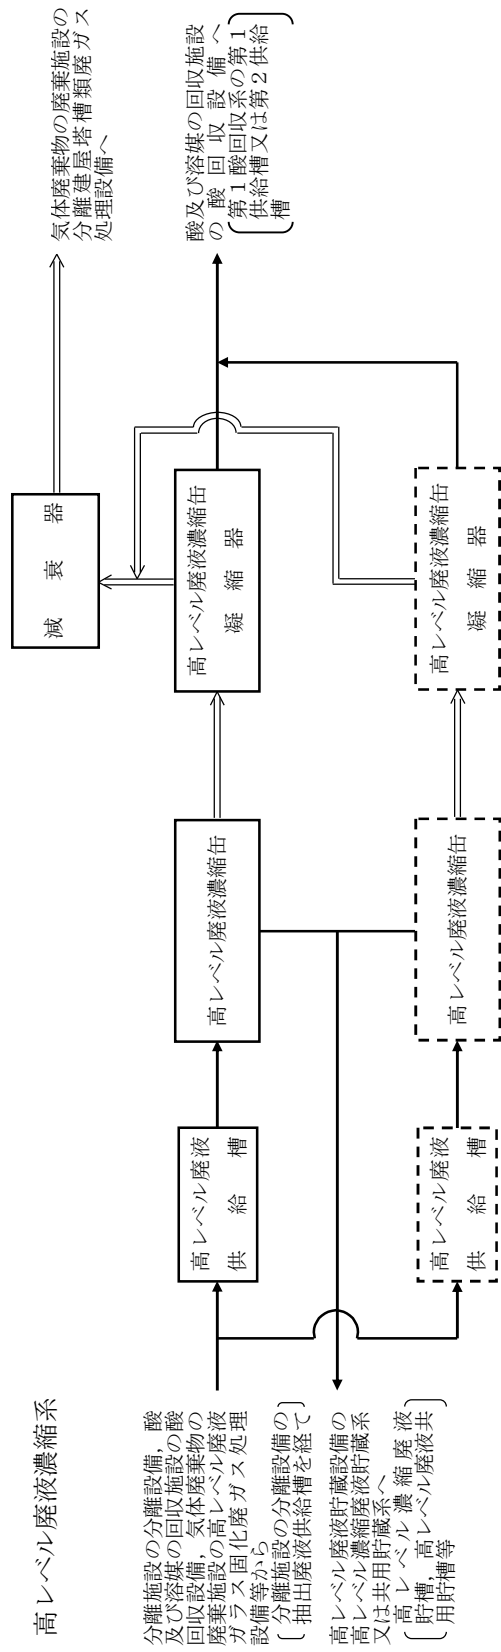 高レベル廃液濃縮系
分離施設の分離設備，酸
及び溶媒の回収施設の酸
回収設備，気体廃棄物の
廃棄施設の高レベル廃液
ガラス固化廃ガス処理
設備等から
分離施設の分離設備の
抽出廃液供給槽を経て
高レベル廃液貯蔵設備の
高レベル濃縮廃液貯蔵系
又は共用貯蔵系へ
高レベル濃縮廃液
貯槽，高レベル廃液共
用貯槽等
高レベル廃液
供給槽
高レベル廃液
供給槽
高レベル廃液濃縮缶
高レベル廃液濃縮缶
高レベル廃液濃縮缶
凝縮器
高レベル廃液濃縮缶
凝縮器
減衰器
気体廃棄物の廃棄施設の
分離建屋塔槽類廃ガス
処理設備へ
酸及び溶媒の回収施設
の酸回収設備へ
第１酸回収系の第１
供給槽又は第２供給
槽